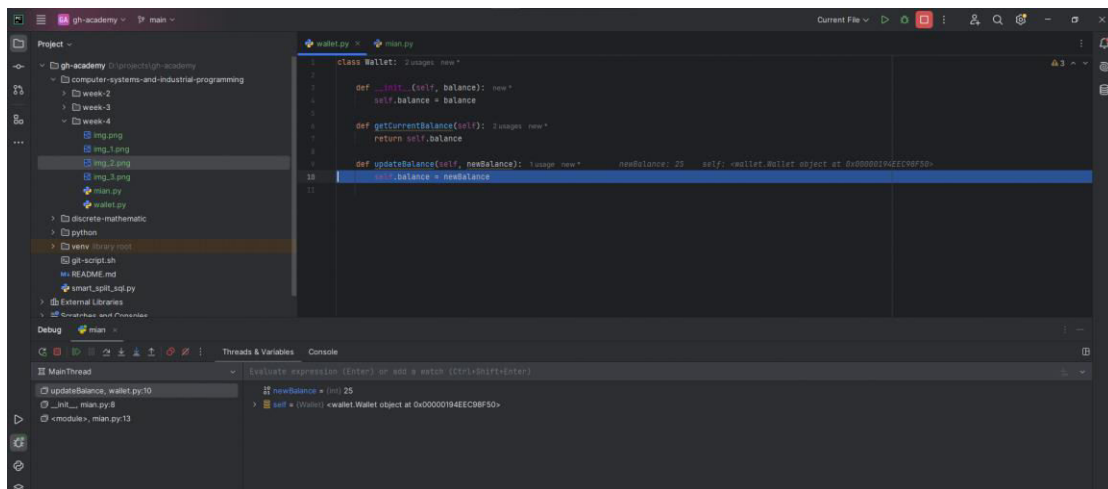 GA gh-academy main Current File
Project
wallet.py mian.py
gh-academy D:\projects\gh-academy
computer-systems-and-industrial-programming
week-2
week-3
week-4
img.png
img_1.png
img_2.png
img_3.png
mian.py
wallet.py
discrete-mathematic
python
venv library root
git-script.sh
README.md
smart_split_sql.py
External Libraries
Scratches and Consoles
3
1 class Wallet: 2 usages new *
2
3 def __init__(self, balance): new *
4 self.balance = balance
5
6 def getCurrentBalance(self): 2 usages new *
7 return self.balance
8
9 def updateBalance(self, newBalance): 1 usage new * newBalance: 25 self: <wallet.Wallet object at 0x00000194EEC98F50>
10 self.balance = newBalance
11
Debug mian
Threads & Variables Console
MainThread
Evaluate expression (Enter) or add a watch (Ctrl+Shift+Enter)
updateBalance, wallet.py:10
__init__, mian.py:8
<module>, mian.py:13
newBalance = {int} 25
self = {Wallet} <wallet.Wallet object at 0x00000194EEC98F50>